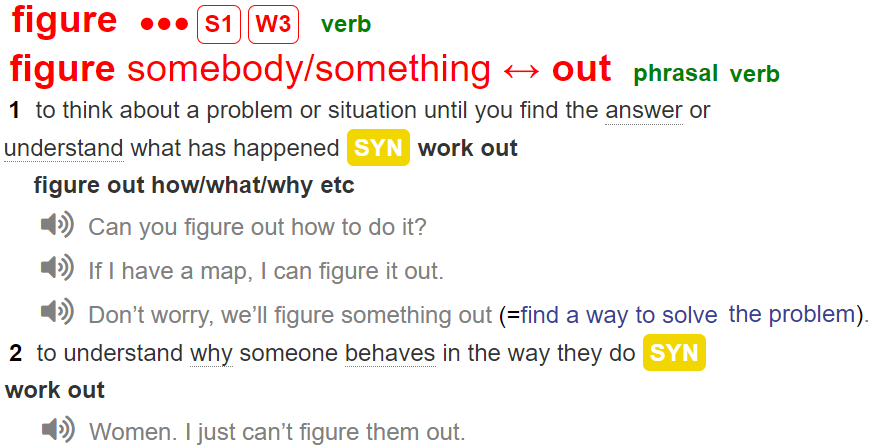 figure ●●● S1 W3 verb
figure somebody/something ↔ out phrasal verb
1 to think about a problem or situation until you find the answer or
understand what has happened SYN work out
figure out how/what/why etc
Can you figure out how to do it?
If I have a map, I can figure it out.
Don’t worry, we’ll figure something out (=find a way to solve the problem).
2 to understand why someone behaves in the way they do SYN
work out
Women. I just can’t figure them out.